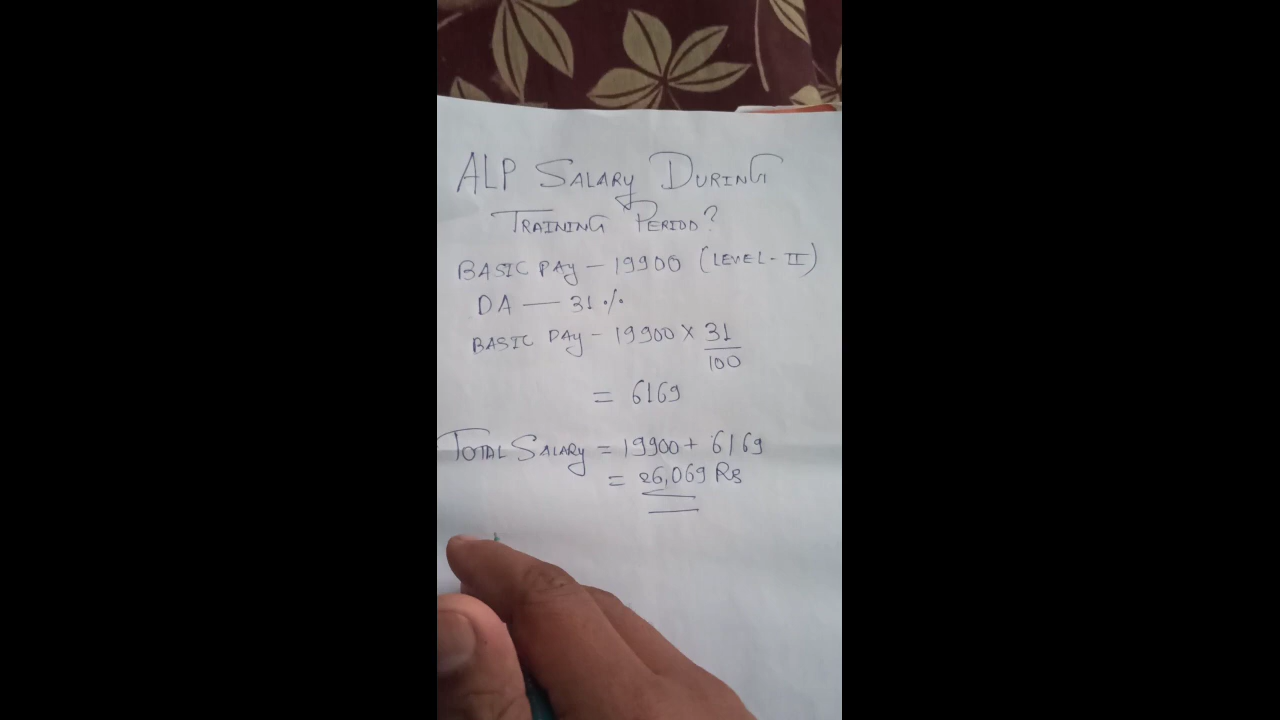 ALP SALARY DURING
TRAINING PERIOD?
BASIC PAy – 19900 (LEVEL - II)
DA — 31 %
BASIC PAy – 19900 × 31/100
= 6169
TOTAL SALARy = 19900 + 6169
= 26,069 RS